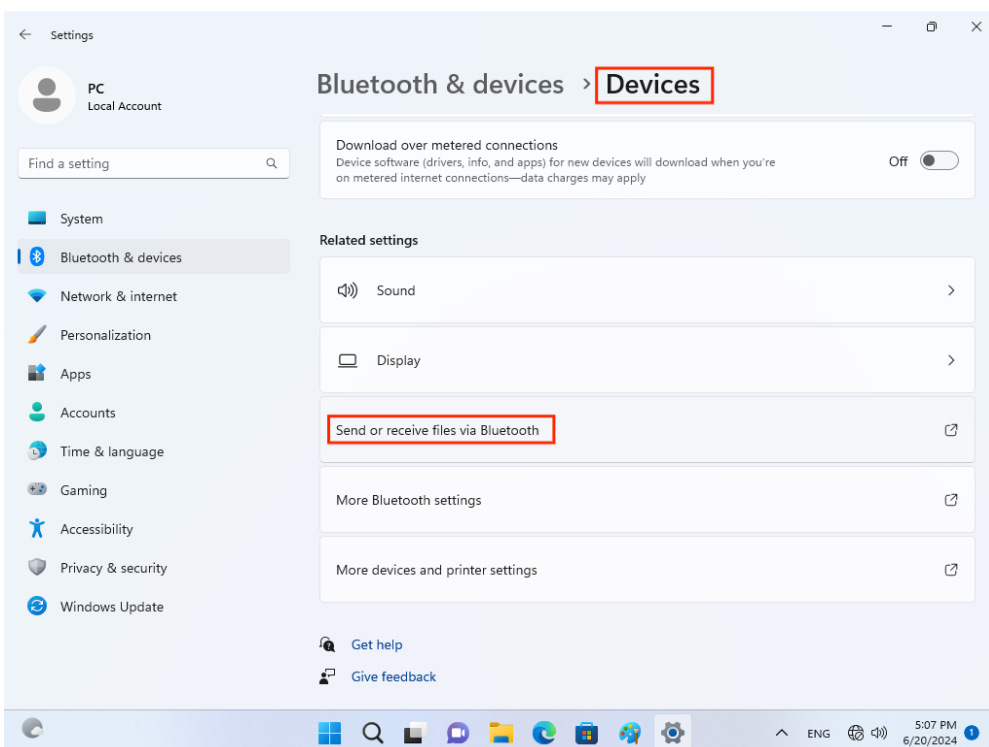 Settings
PC
Local Account
Find a setting
System
Bluetooth & devices
Network & internet
Personalization
Apps
Accounts
Time & language
Gaming
Accessibility
Privacy & security
Windows Update
Bluetooth & devices > Devices
Download over metered connections
Device software (drivers, info, and apps) for new devices will download when you're
on metered internet connections—data charges may apply
Off
Related settings
Sound
Display
Send or receive files via Bluetooth
More Bluetooth settings
More devices and printer settings
Get help
Give feedback
ENG
5:07 PM
6/20/2024
1